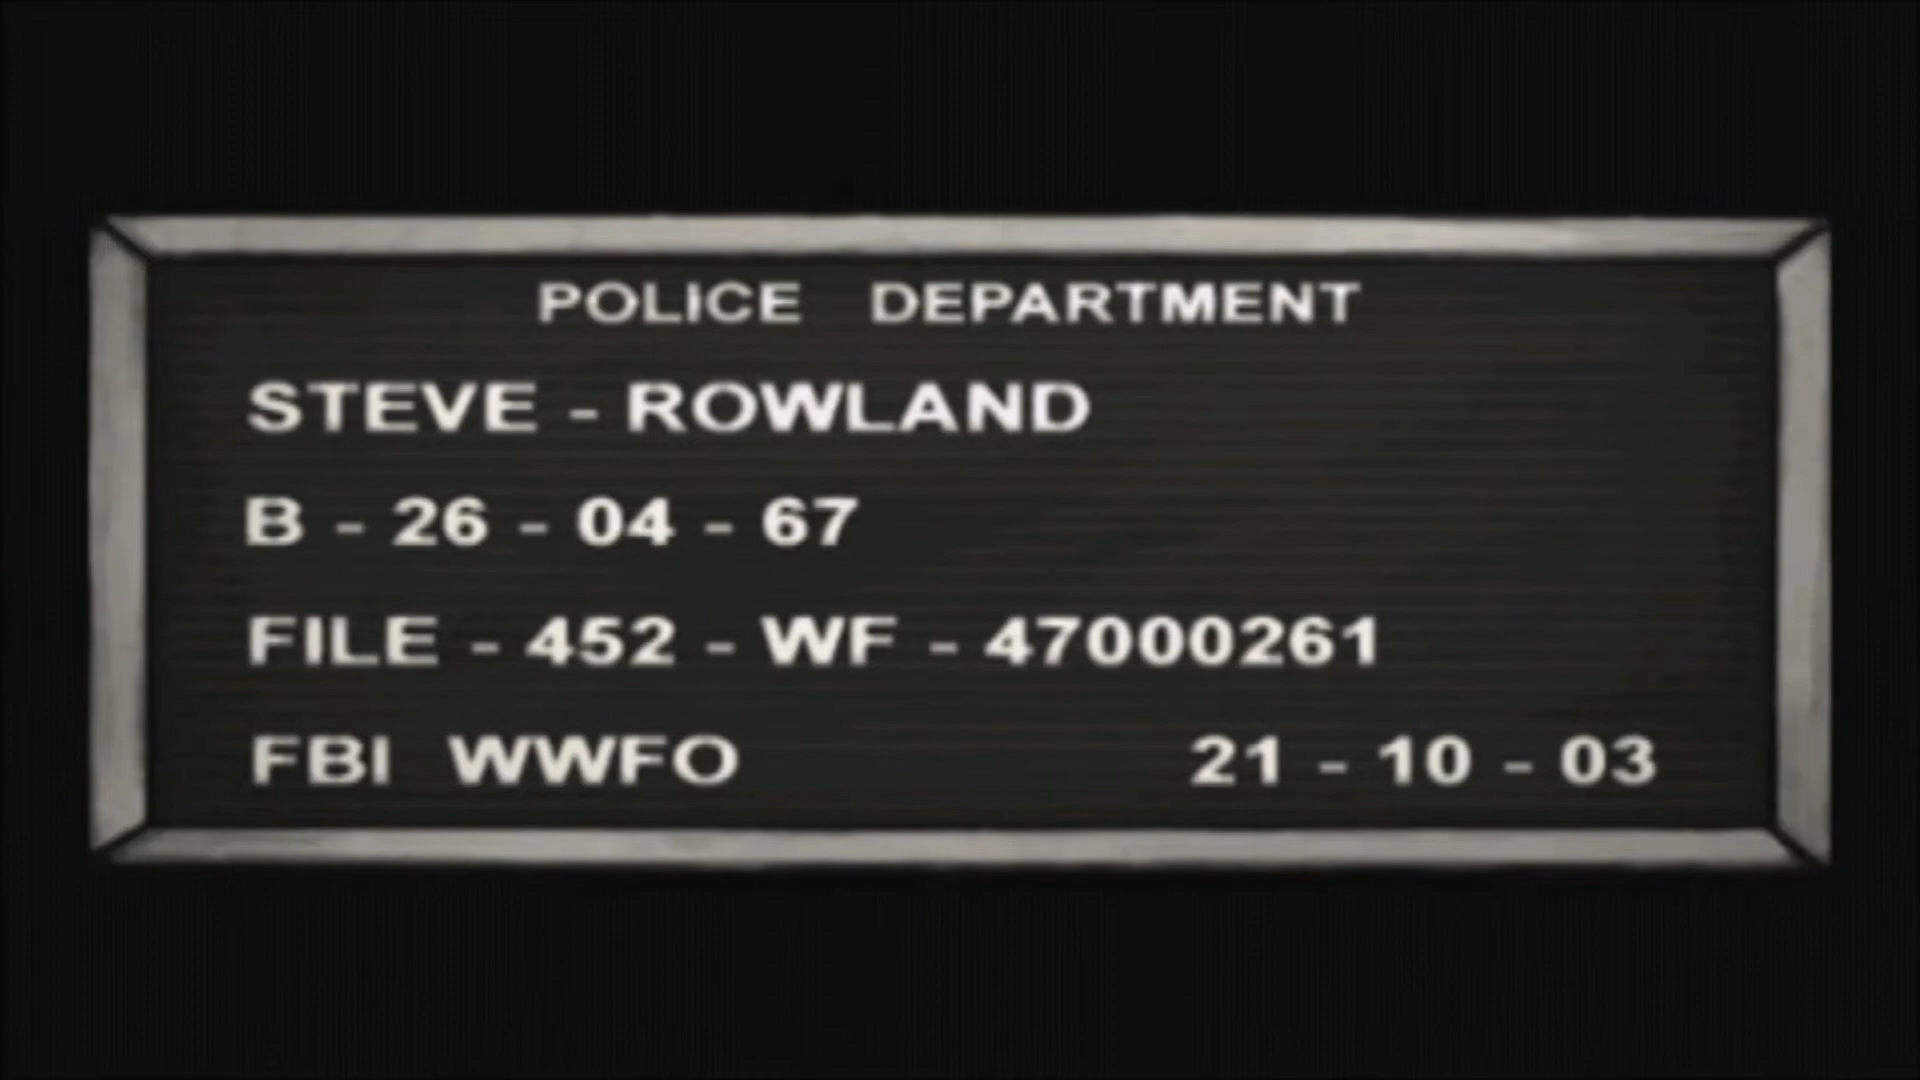 POLICE DEPARTMENT
STEVE - ROWLAND
B - 26 - 04 - 67
FILE - 452 - WF - 47000261
FBI WWFO 21 - 10 - 03